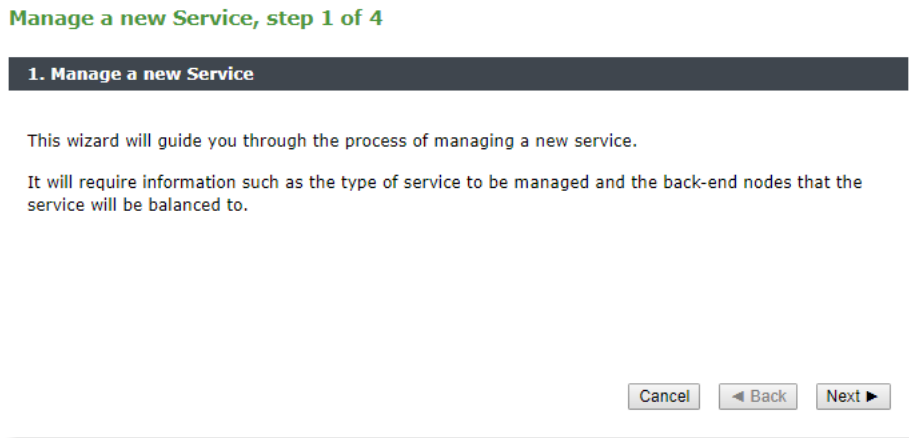 Manage a new Service, step 1 of 4
1. Manage a new Service
This wizard will guide you through the process of managing a new service.
It will require information such as the type of service to be managed and the back-end nodes that the
service will be balanced to.
Cancel ◄ Back Next ►